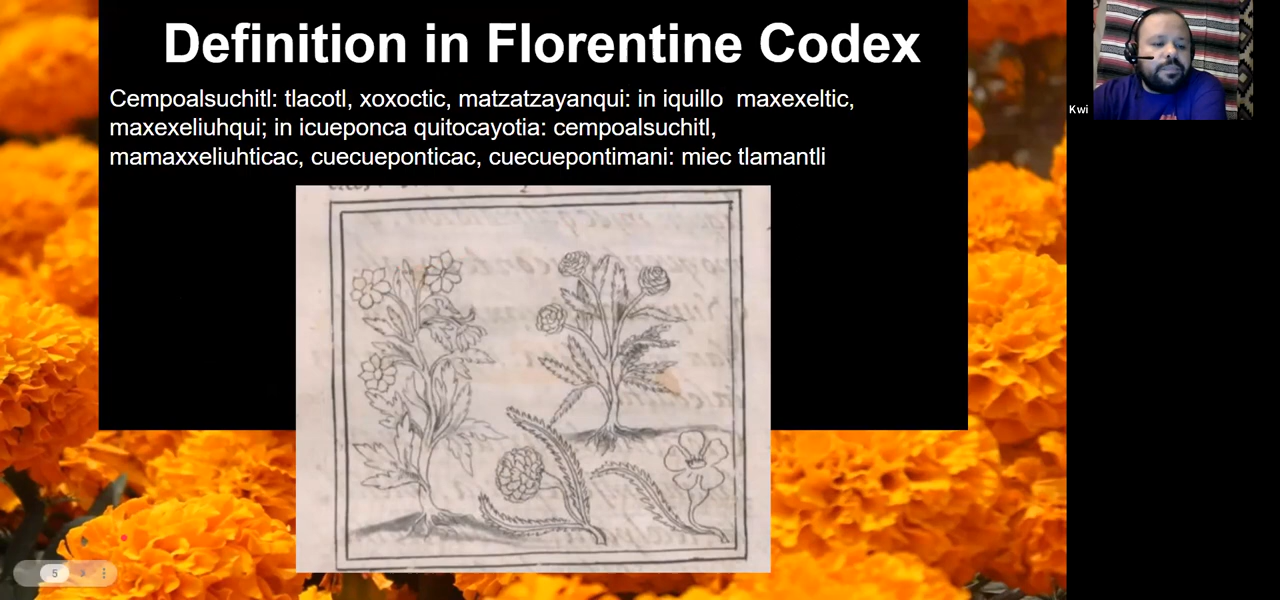 Definition in Florentine Codex
Cempoalsuchitl: tlacotl, xoxoctic, matzatzayanqui: in iquillo maxexeltic,
maxexeliuhqui; in icueponca quitocayotia: cempoalsuchitl,
mamaxxeliuhticac, cuecueponticac, cuecuepontimani: miec tlamantli
Kwi
5